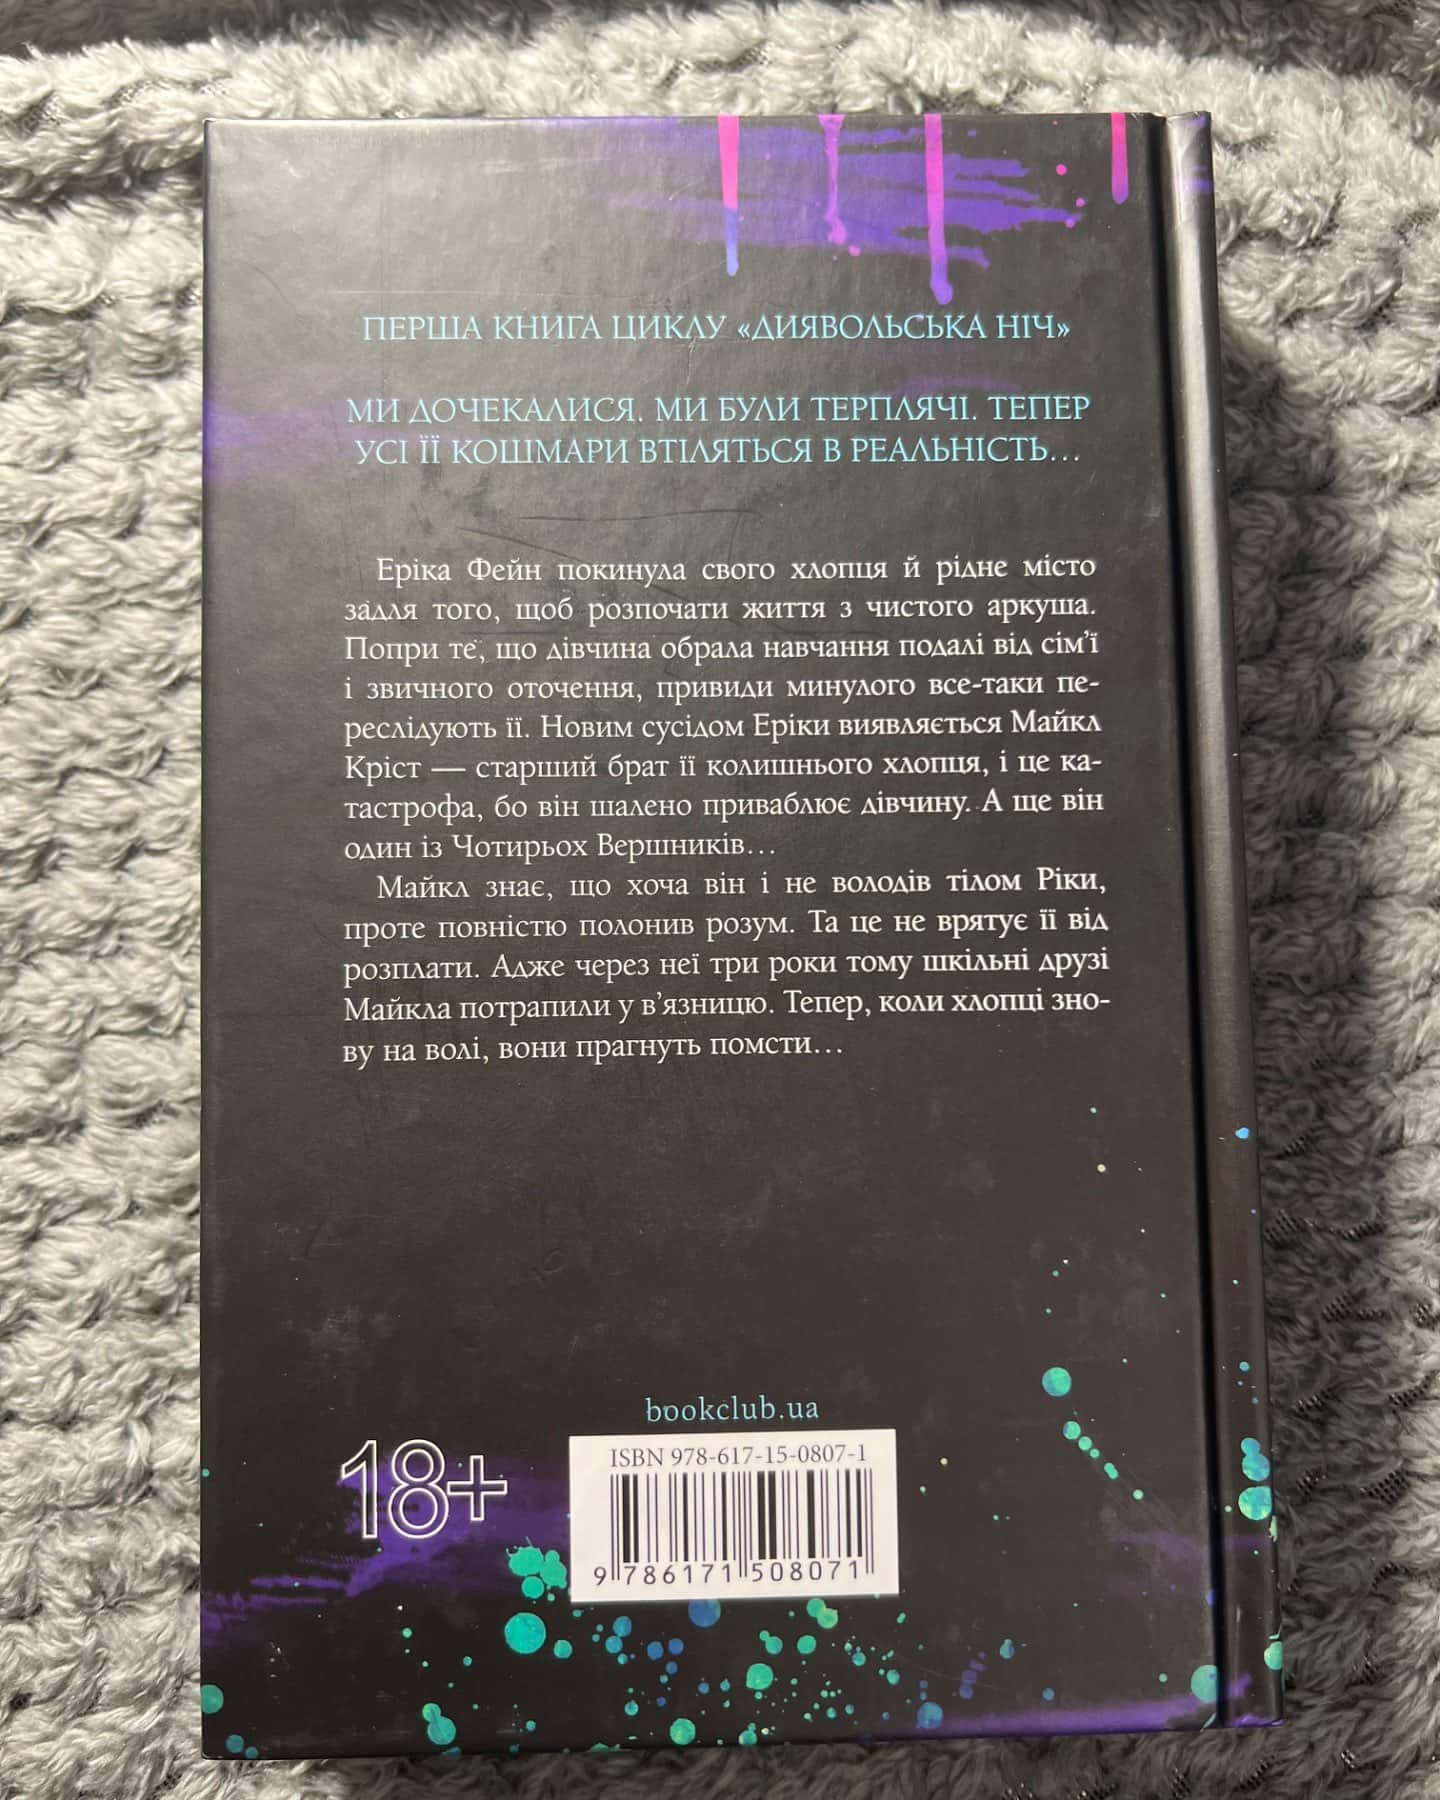 ПЕРША КНИГА ЦИКЛУ «ДИЯВОЛЬСЬКА НІЧ»
МИ ДОЧЕКАЛИСЯ. МИ БУЛИ ТЕРПЛЯЧІ. ТЕПЕР
УСІ ЇЇ КОШМАРИ ВТІЛЯТЬСЯ В РЕАЛЬНІСТЬ...
Еріка Фейн покинула свого хлопця й рідне місто
задля того, щоб розпочати життя з чистого аркуша.
Попри те, що дівчина обрала навчання подалі від сім'ї
і звичного оточення, привиди минулого все-таки пе-
реслідують її. Новим сусідом Еріки виявляється Майкл
Кріст — старший брат її колишнього хлопця, і це ка-
тастрофа, бо він шалено приваблює дівчину. А ще він
один із Чотирьох Вершників...
Майкл знає, що хоча він і не володів тілом Ріки,
проте повністю полонив розум. Та це не врятує її від
розплати. Адже через неї три роки тому шкільні друзі
Майкла потрапили у в'язницю. Тепер, коли хлопці зно-
ву на волі, вони прагнуть помсти...
bookclub.ua
18+
ISBN 978-617-15-0807-1
9 786171 508071